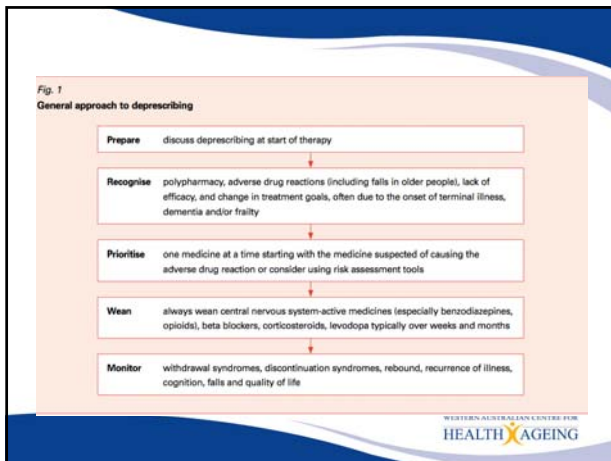 Fig. 1
General approach to deprescribing
Prepare discuss deprescribing at start of therapy
Recognise polypharmacy, adverse drug reactions (including falls in older people), lack of
efficacy, and change in treatment goals, often due to the onset of terminal illness,
dementia and/or frailty
Prioritise one medicine at a time starting with the medicine suspected of causing the
adverse drug reaction or consider using risk assessment tools
Wean always wean central nervous system-active medicines (especially benzodiazepines,
opioids), beta blockers, corticosteroids, levodopa typically over weeks and months
Monitor withdrawal syndromes, discontinuation syndromes, rebound, recurrence of illness,
cognition, falls and quality of life
WESTERN AUSTRALIAN CENTRE FOR
HEALTH AGEING